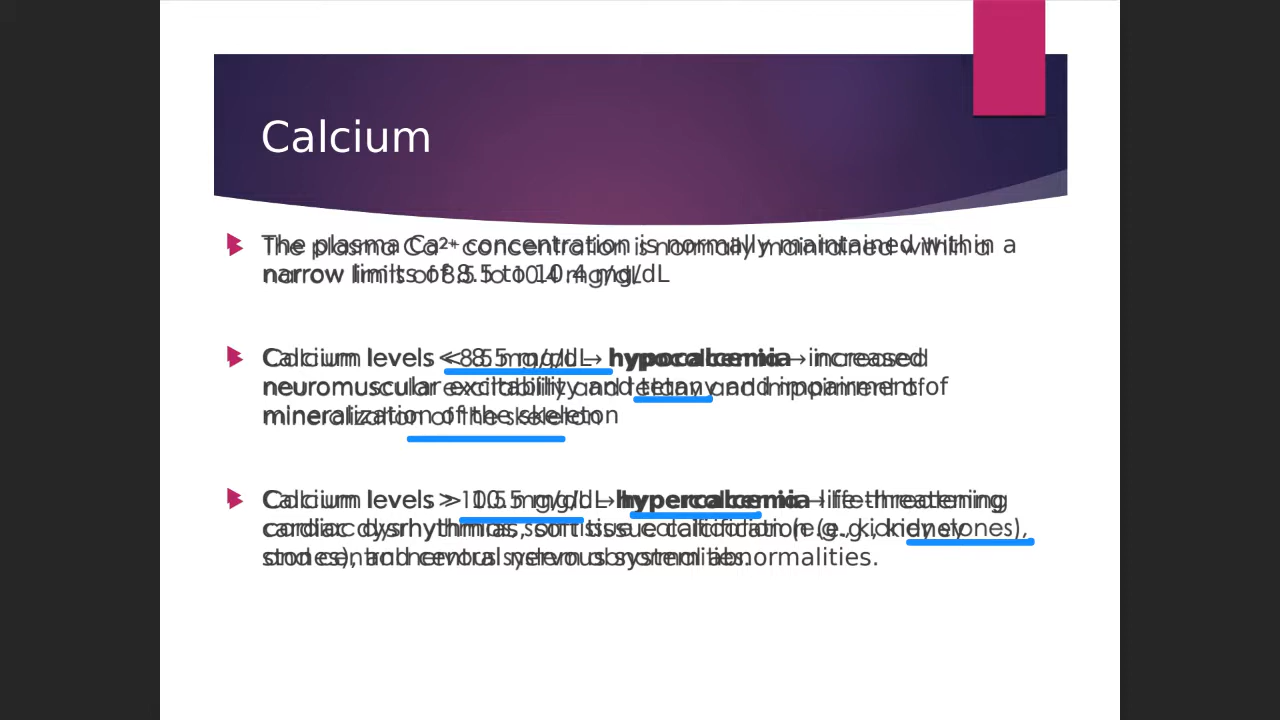 Calcium
The plasma Ca²⁺ concentration is normally maintained within a
narrow limits of 8.5 to 10.4 mg/dL
Calcium levels < 8.5 mg/dL→ hypocalcemia → increased
neuromuscular excitability and tetany and impairment of
mineralization of the skeleton
Calcium levels > 10.5 mg/dL→hypercalcemia→life-threatening
cardiac dysrhythmias, soft tissue calcification (e.g., kidney
stones), and central nervous system abnormalities.